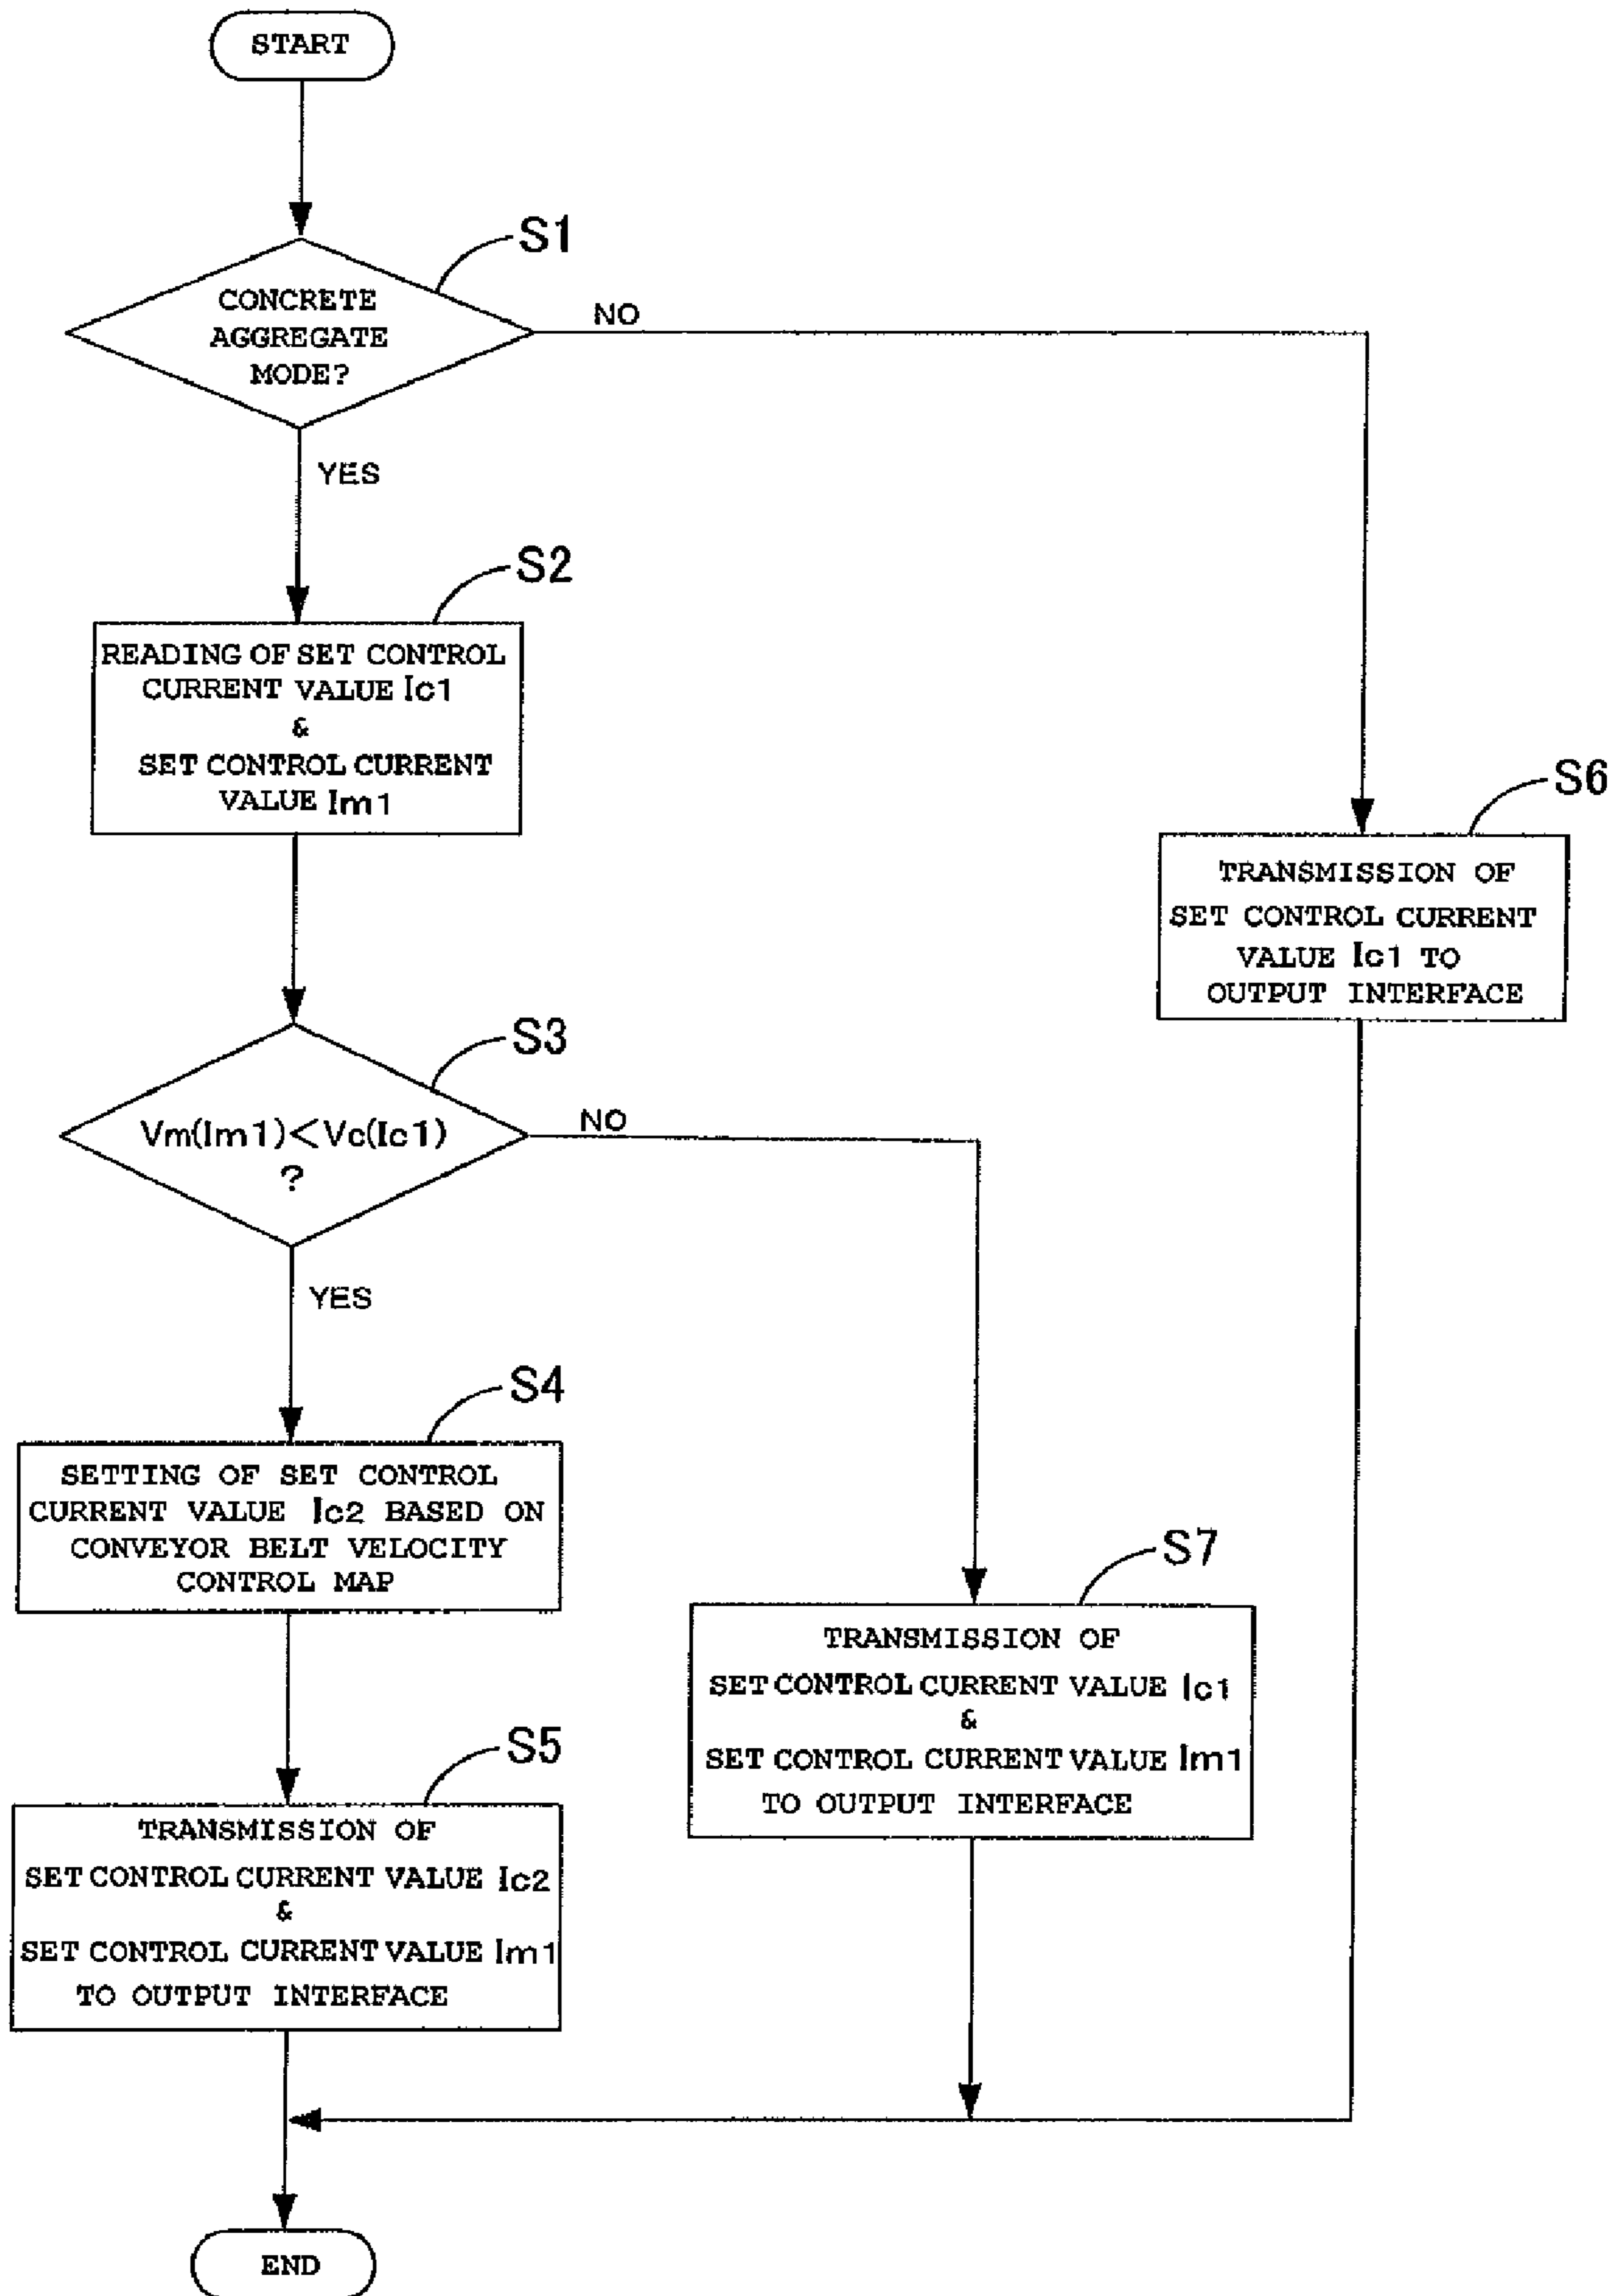 START
S1
CONCRETE
AGGREGATE
MODE?
NO
YES
S2
READING OF SET CONTROL
CURRENT VALUE Ic1
&
SET CONTROL CURRENT
VALUE Im1
S6
TRANSMISSION OF
SET CONTROL CURRENT
VALUE Ic1 TO
OUTPUT INTERFACE
S3
Vm(Im1)<Vc(Ic1)
?
NO
YES
S4
SETTING OF SET CONTROL
CURRENT VALUE Ic2 BASED ON
CONVEYOR BELT VELOCITY
CONTROL MAP
S7
TRANSMISSION OF
SET CONTROL CURRENT VALUE Ic1
&
SET CONTROL CURRENT VALUE Im1
TO OUTPUT INTERFACE
S5
TRANSMISSION OF
SET CONTROL CURRENT VALUE Ic2
&
SET CONTROL CURRENT VALUE Im1
TO OUTPUT INTERFACE
END